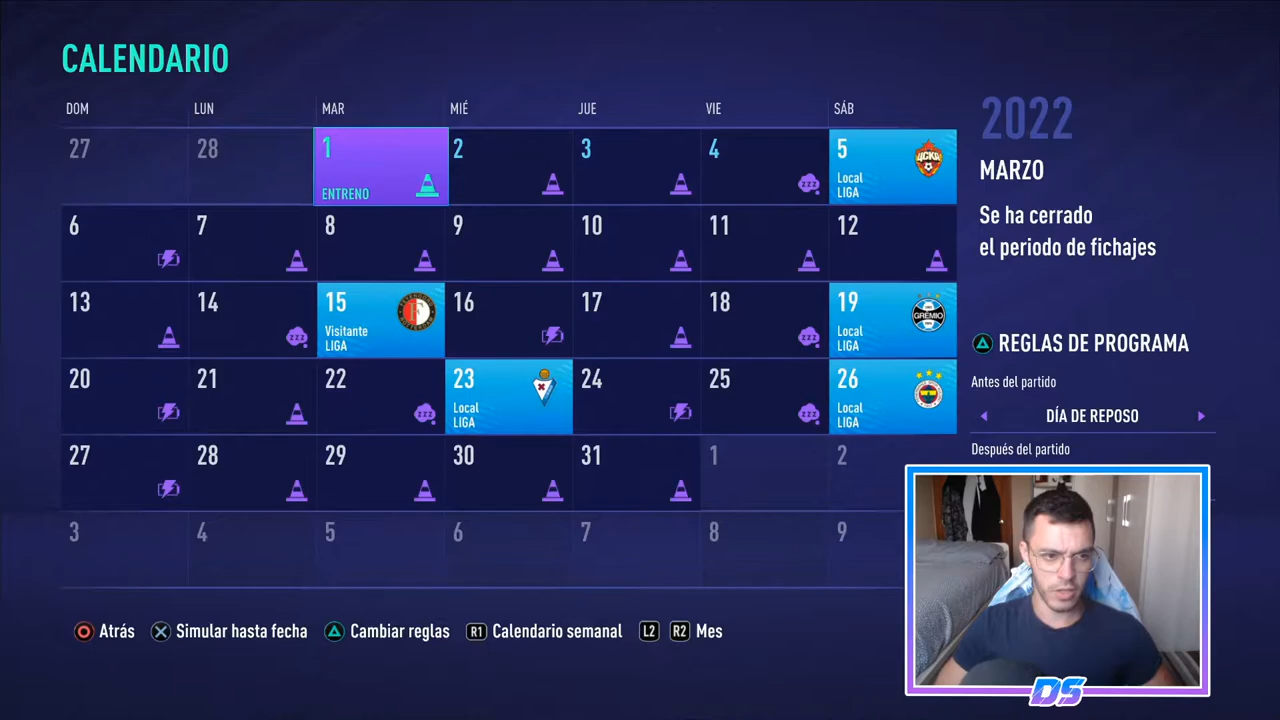 CALENDARIO
DOM LUN MAR MIÉ JUE VIE SÁB
27 28 1 2 3 4 5
ENTRENO
Local
LIGA
ЦСКА
6 7 8 9 10 11 12
13 14 15 16 17 18 19
Visitante
LIGA
Local
LIGA
GRÊMIO
20 21 22 23 24 25 26
Local
LIGA
Local
LIGA
27 28 29 30 31 1 2
3 4 5 6 7 8 9
2022
MARZO
Se ha cerrado
el periodo de fichajes
REGLAS DE PROGRAMA
Antes del partido
DÍA DE REPOSO
Después del partido
Atrás
Simular hasta fecha
Cambiar reglas
R1 Calendario semanal
L2 R2 Mes
DS